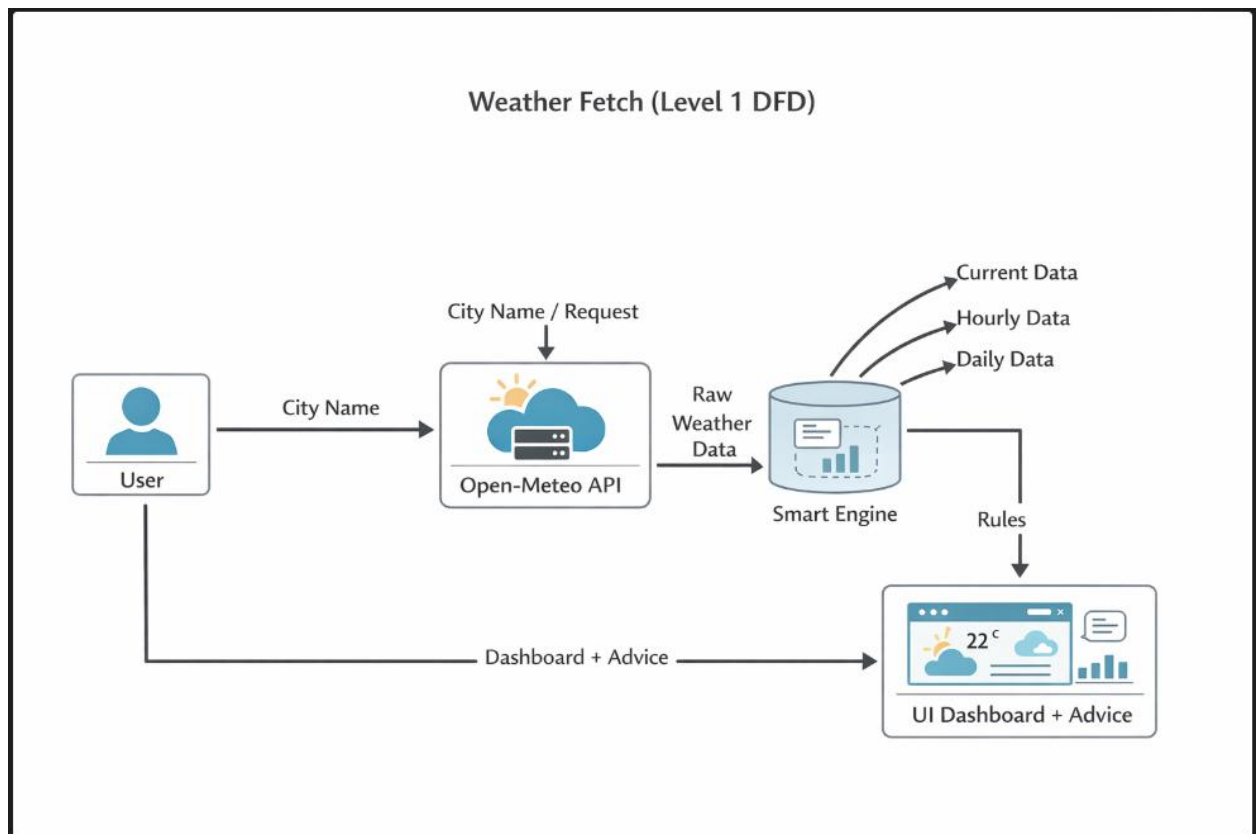 Weather Fetch (Level 1 DFD)
Current Data
City Name / Request
Hourly Data
Daily Data
City Name
Raw
Weather
Data
User
Open-Meteo API
Smart Engine
Rules
22 c
Dashboard + Advice
UI Dashboard + Advice